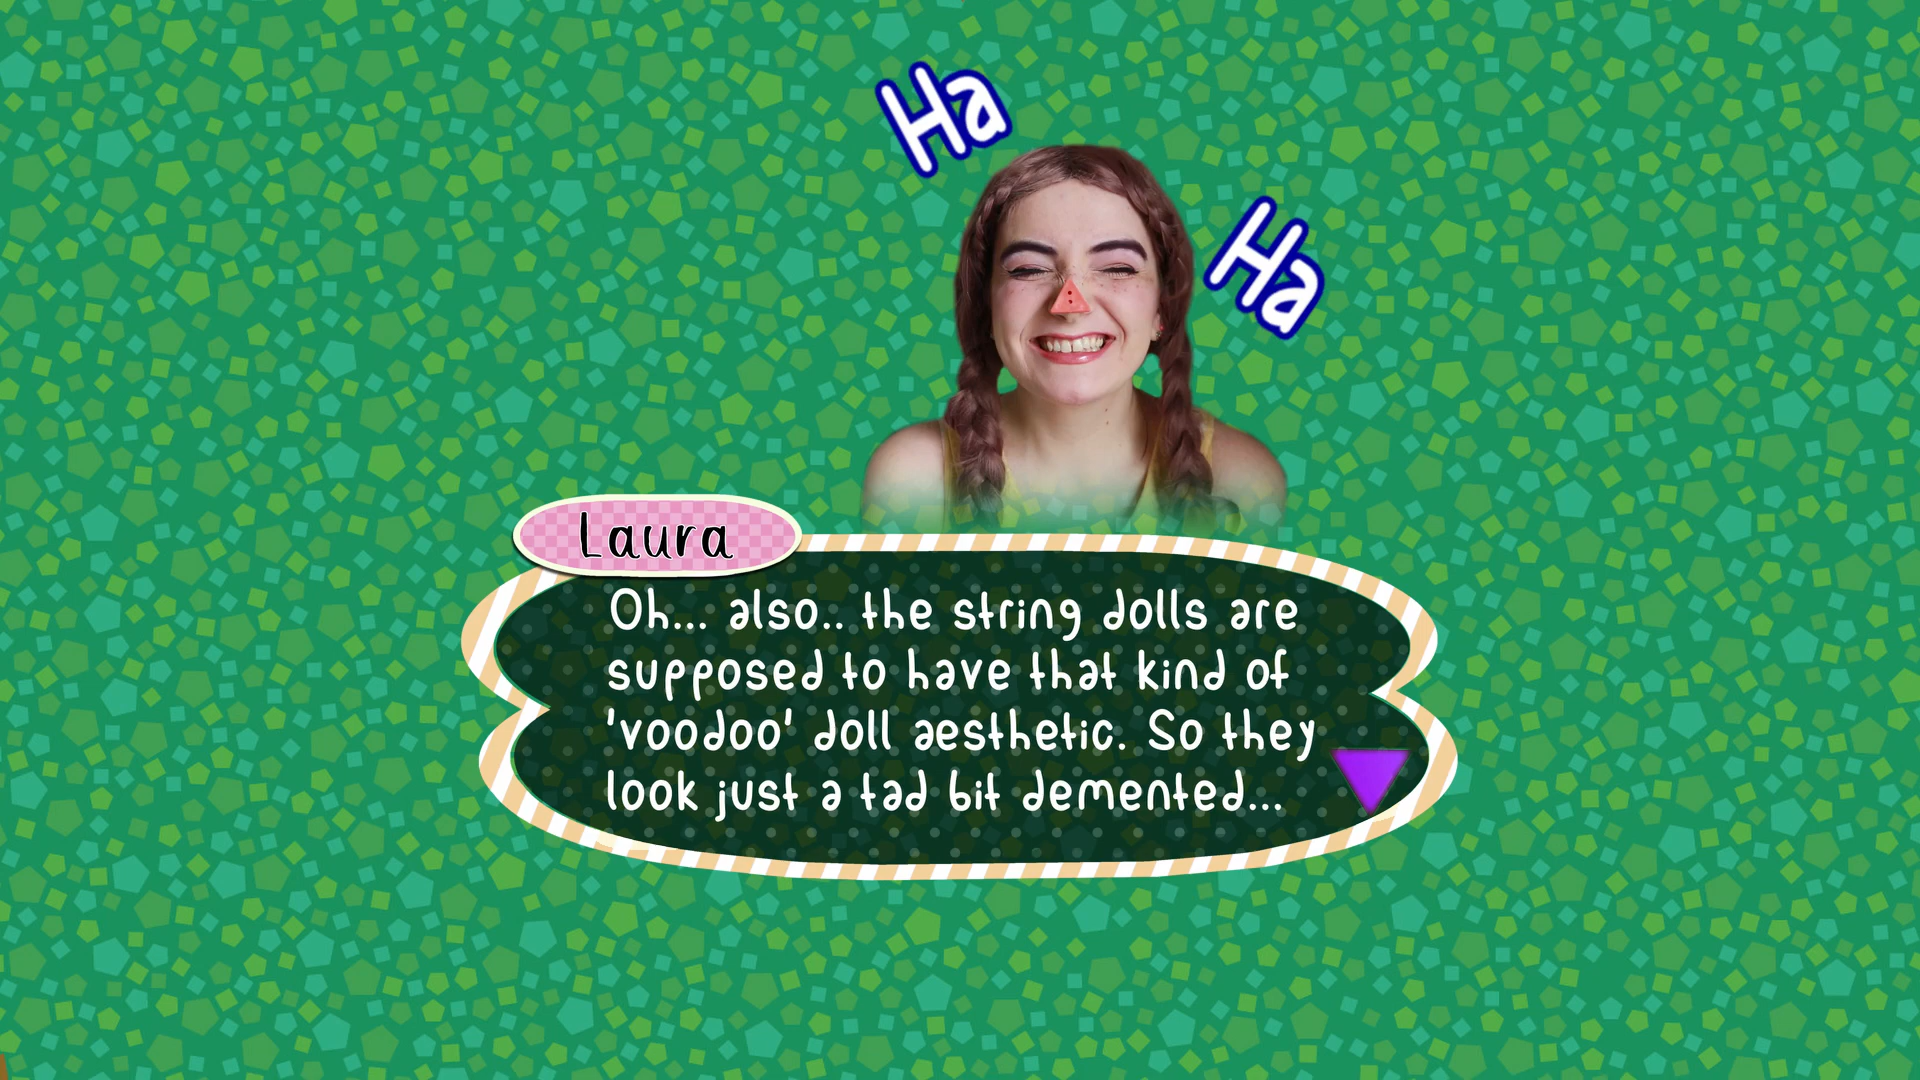 Ha
Ha
Laura
Oh... also.. the string dolls are
supposed to have that kind of
'voodoo' doll aesthetic. So they
look just a tad bit demented...